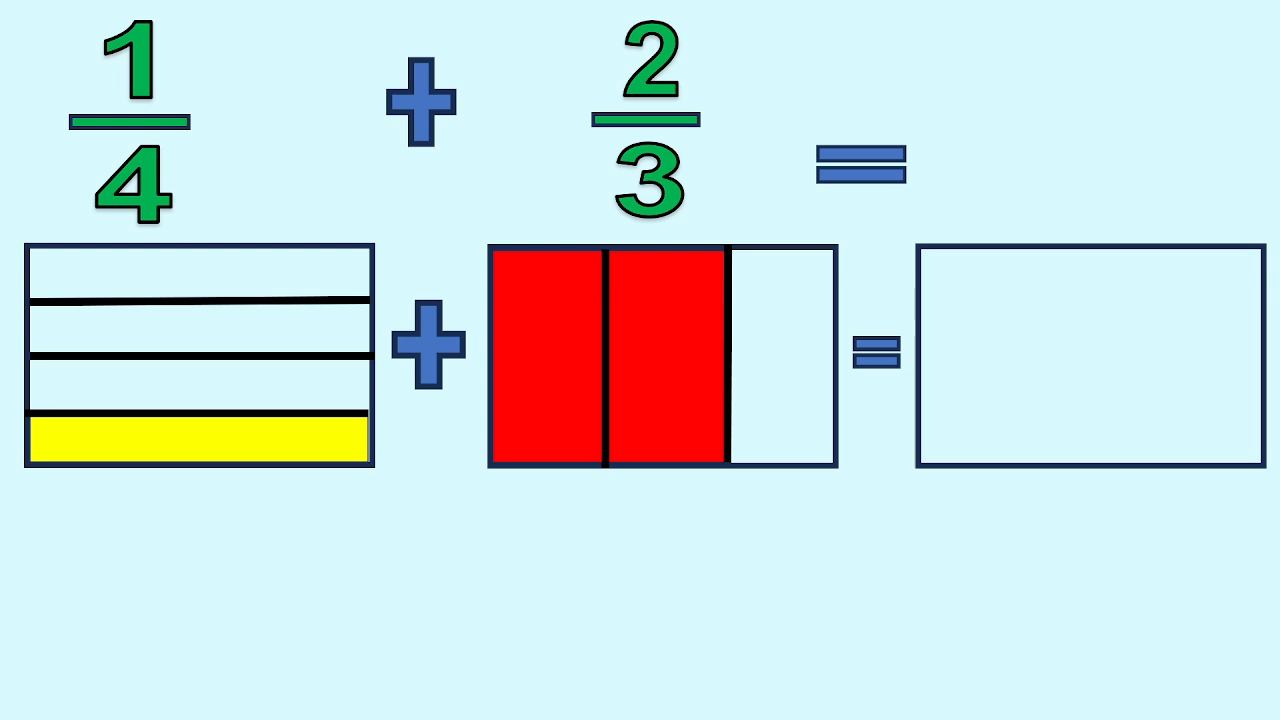 1/4 + 2/3 =
+ =